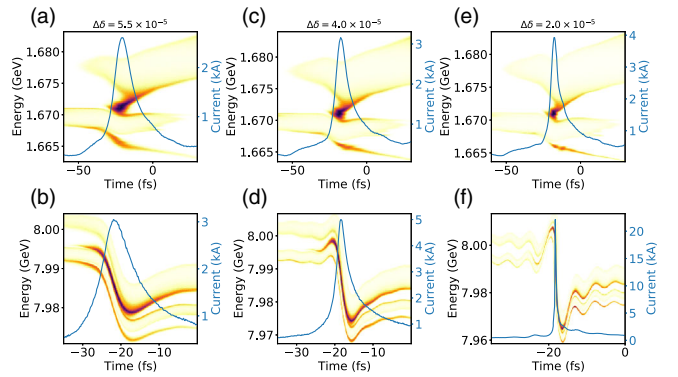 (a)
Δδ = 5.5 × 10⁻⁵
1.680
1.675
1.670
1.665
Energy (GeV)
2
1
Current (kA)
−50
0
Time (fs)
(c)
Δδ = 4.0 × 10⁻⁵
1.680
1.675
1.670
1.665
Energy (GeV)
3
2
1
Current (kA)
−50
0
Time (fs)
(e)
Δδ = 2.0 × 10⁻⁵
1.680
1.675
1.670
1.665
Energy (GeV)
4
3
2
1
Current (kA)
−50
0
Time (fs)
(b)
8.00
7.99
7.98
Energy (GeV)
3
2
1
Current (kA)
−30
−20
−10
Time (fs)
(d)
8.00
7.99
7.98
7.97
Energy (GeV)
5
4
3
2
1
Current (kA)
−30
−20
−10
Time (fs)
(f)
8.00
7.98
7.96
Energy (GeV)
20
15
10
5
0
Current (kA)
−20
0
Time (fs)